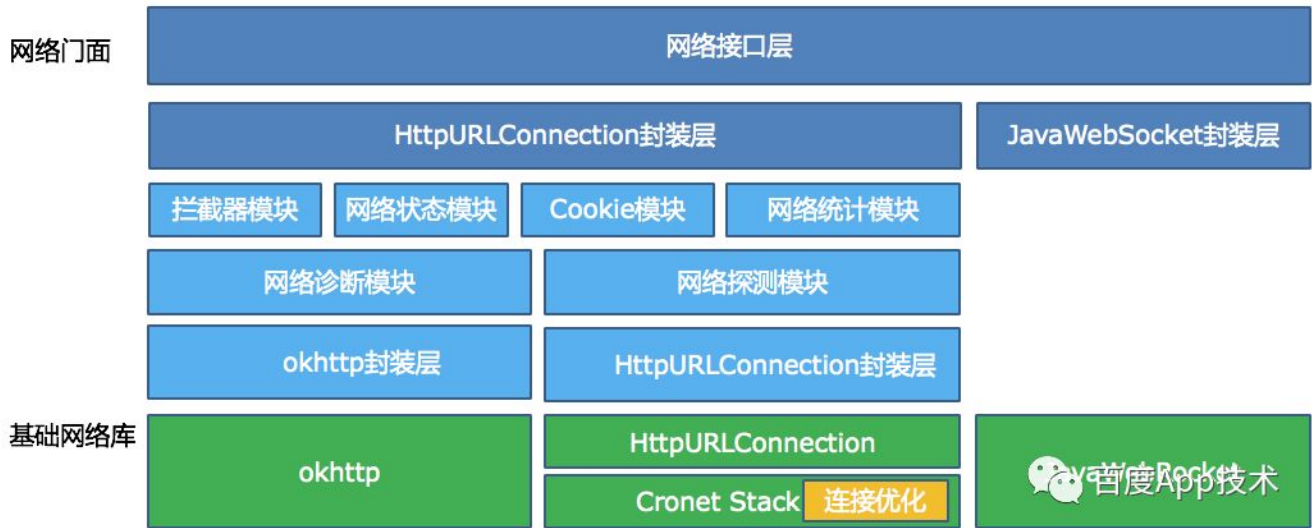 网络门面
网络接口层
HttpURLConnection封装层
JavaWebSocket封装层
拦截器模块
网络状态模块
Cookie模块
网络统计模块
网络诊断模块
网络探测模块
okhttp封装层
HttpURLConnection封装层
基础网络库
okhttp
HttpURLConnection
Cronet Stack
连接优化
百度App技术